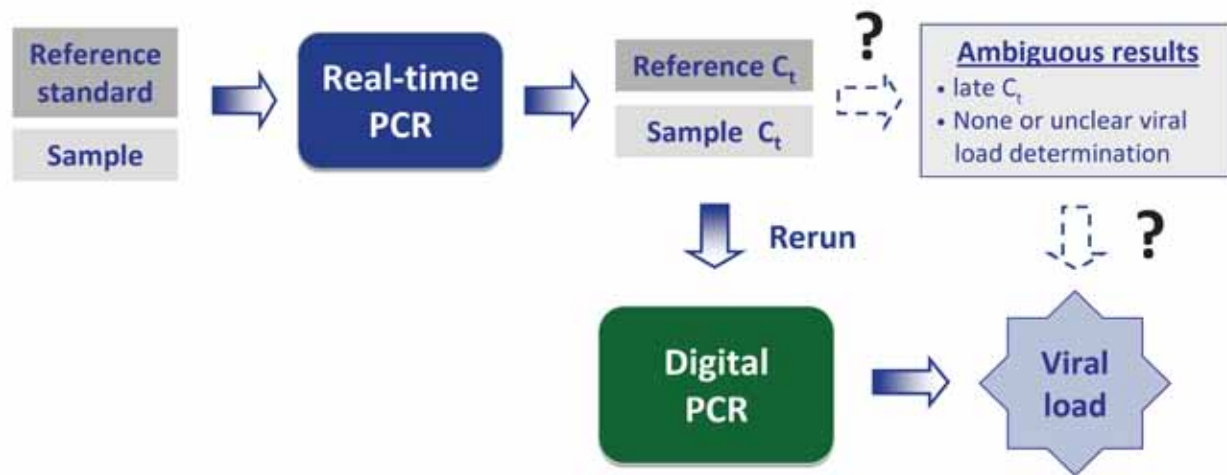 Reference
standard
Sample
Real-time
PCR
Reference Ct
Sample Ct
?
Ambiguous results
• late Ct
• None or unclear viral
load determination
Rerun
?
Digital
PCR
Viral
load